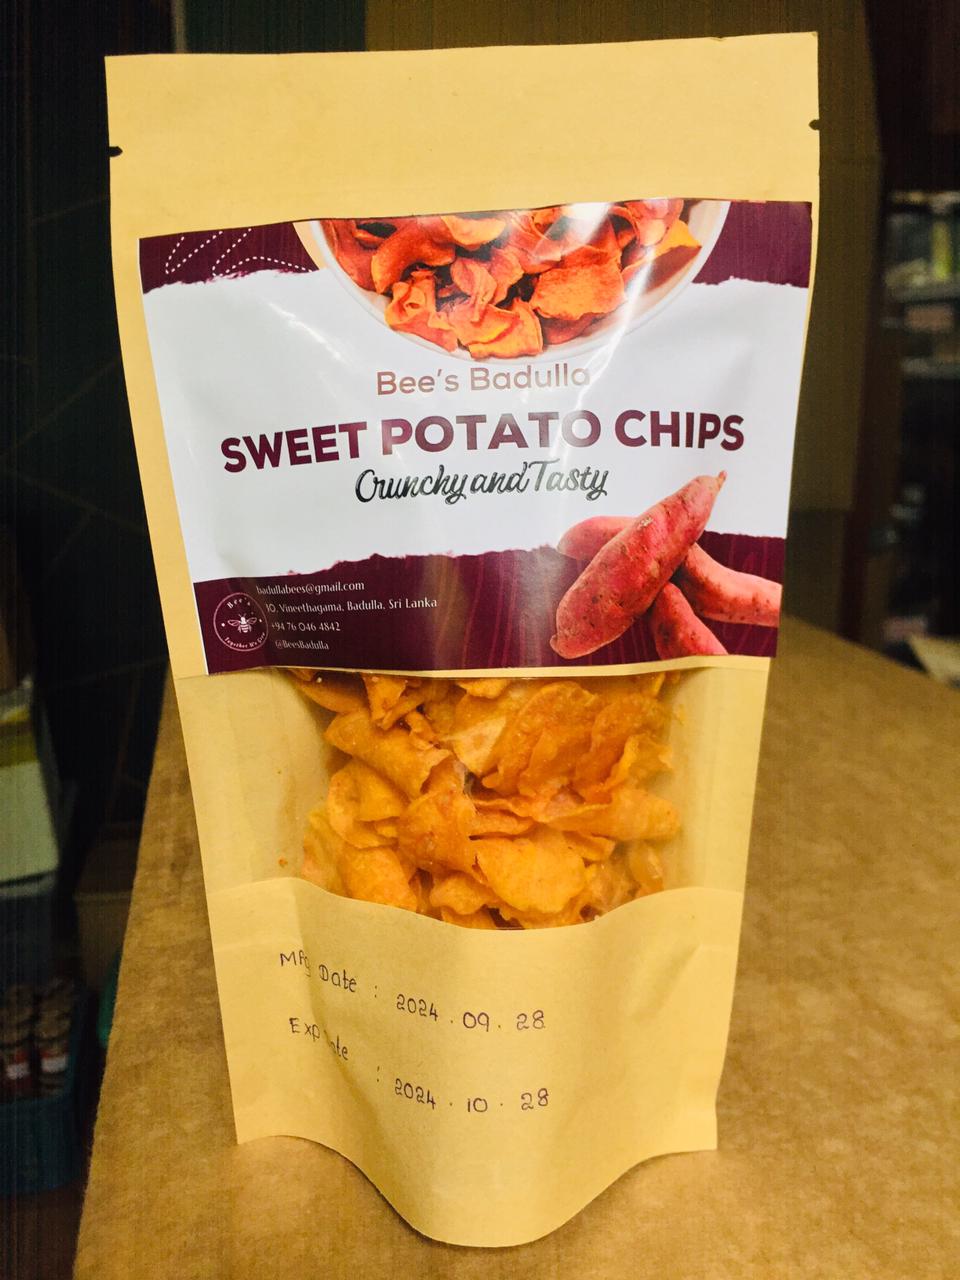 Bee's Badulla
SWEET POTATO CHIPS
Crunchy and Tasty
badullabees@gmail.com
10, Vineethagama, Badulla, Sri Lanka
+94 76 046 4842
@BeesBadulla
Bee's
Mfg Date : 2024.09.28
Exp : 2024.10.28